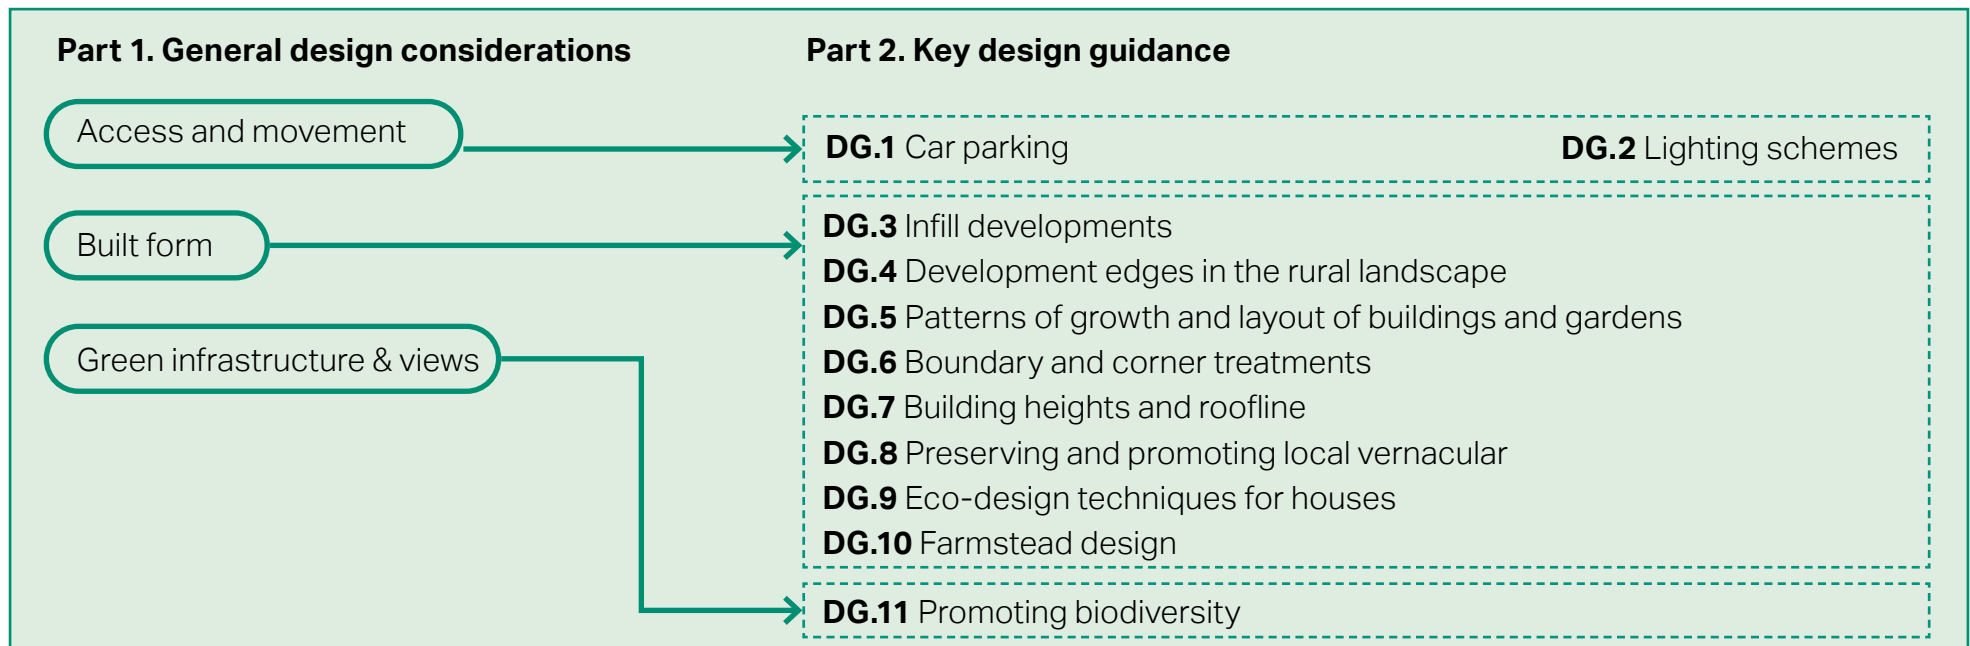 Part 1. General design considerations
Part 2. Key design guidance
Access and movement
DG.1 Car parking
DG.2 Lighting schemes
Built form
DG.3 Infill developments
DG.4 Development edges in the rural landscape
DG.5 Patterns of growth and layout of buildings and gardens
DG.6 Boundary and corner treatments
DG.7 Building heights and roofline
DG.8 Preserving and promoting local vernacular
DG.9 Eco-design techniques for houses
DG.10 Farmstead design
Green infrastructure & views
DG.11 Promoting biodiversity